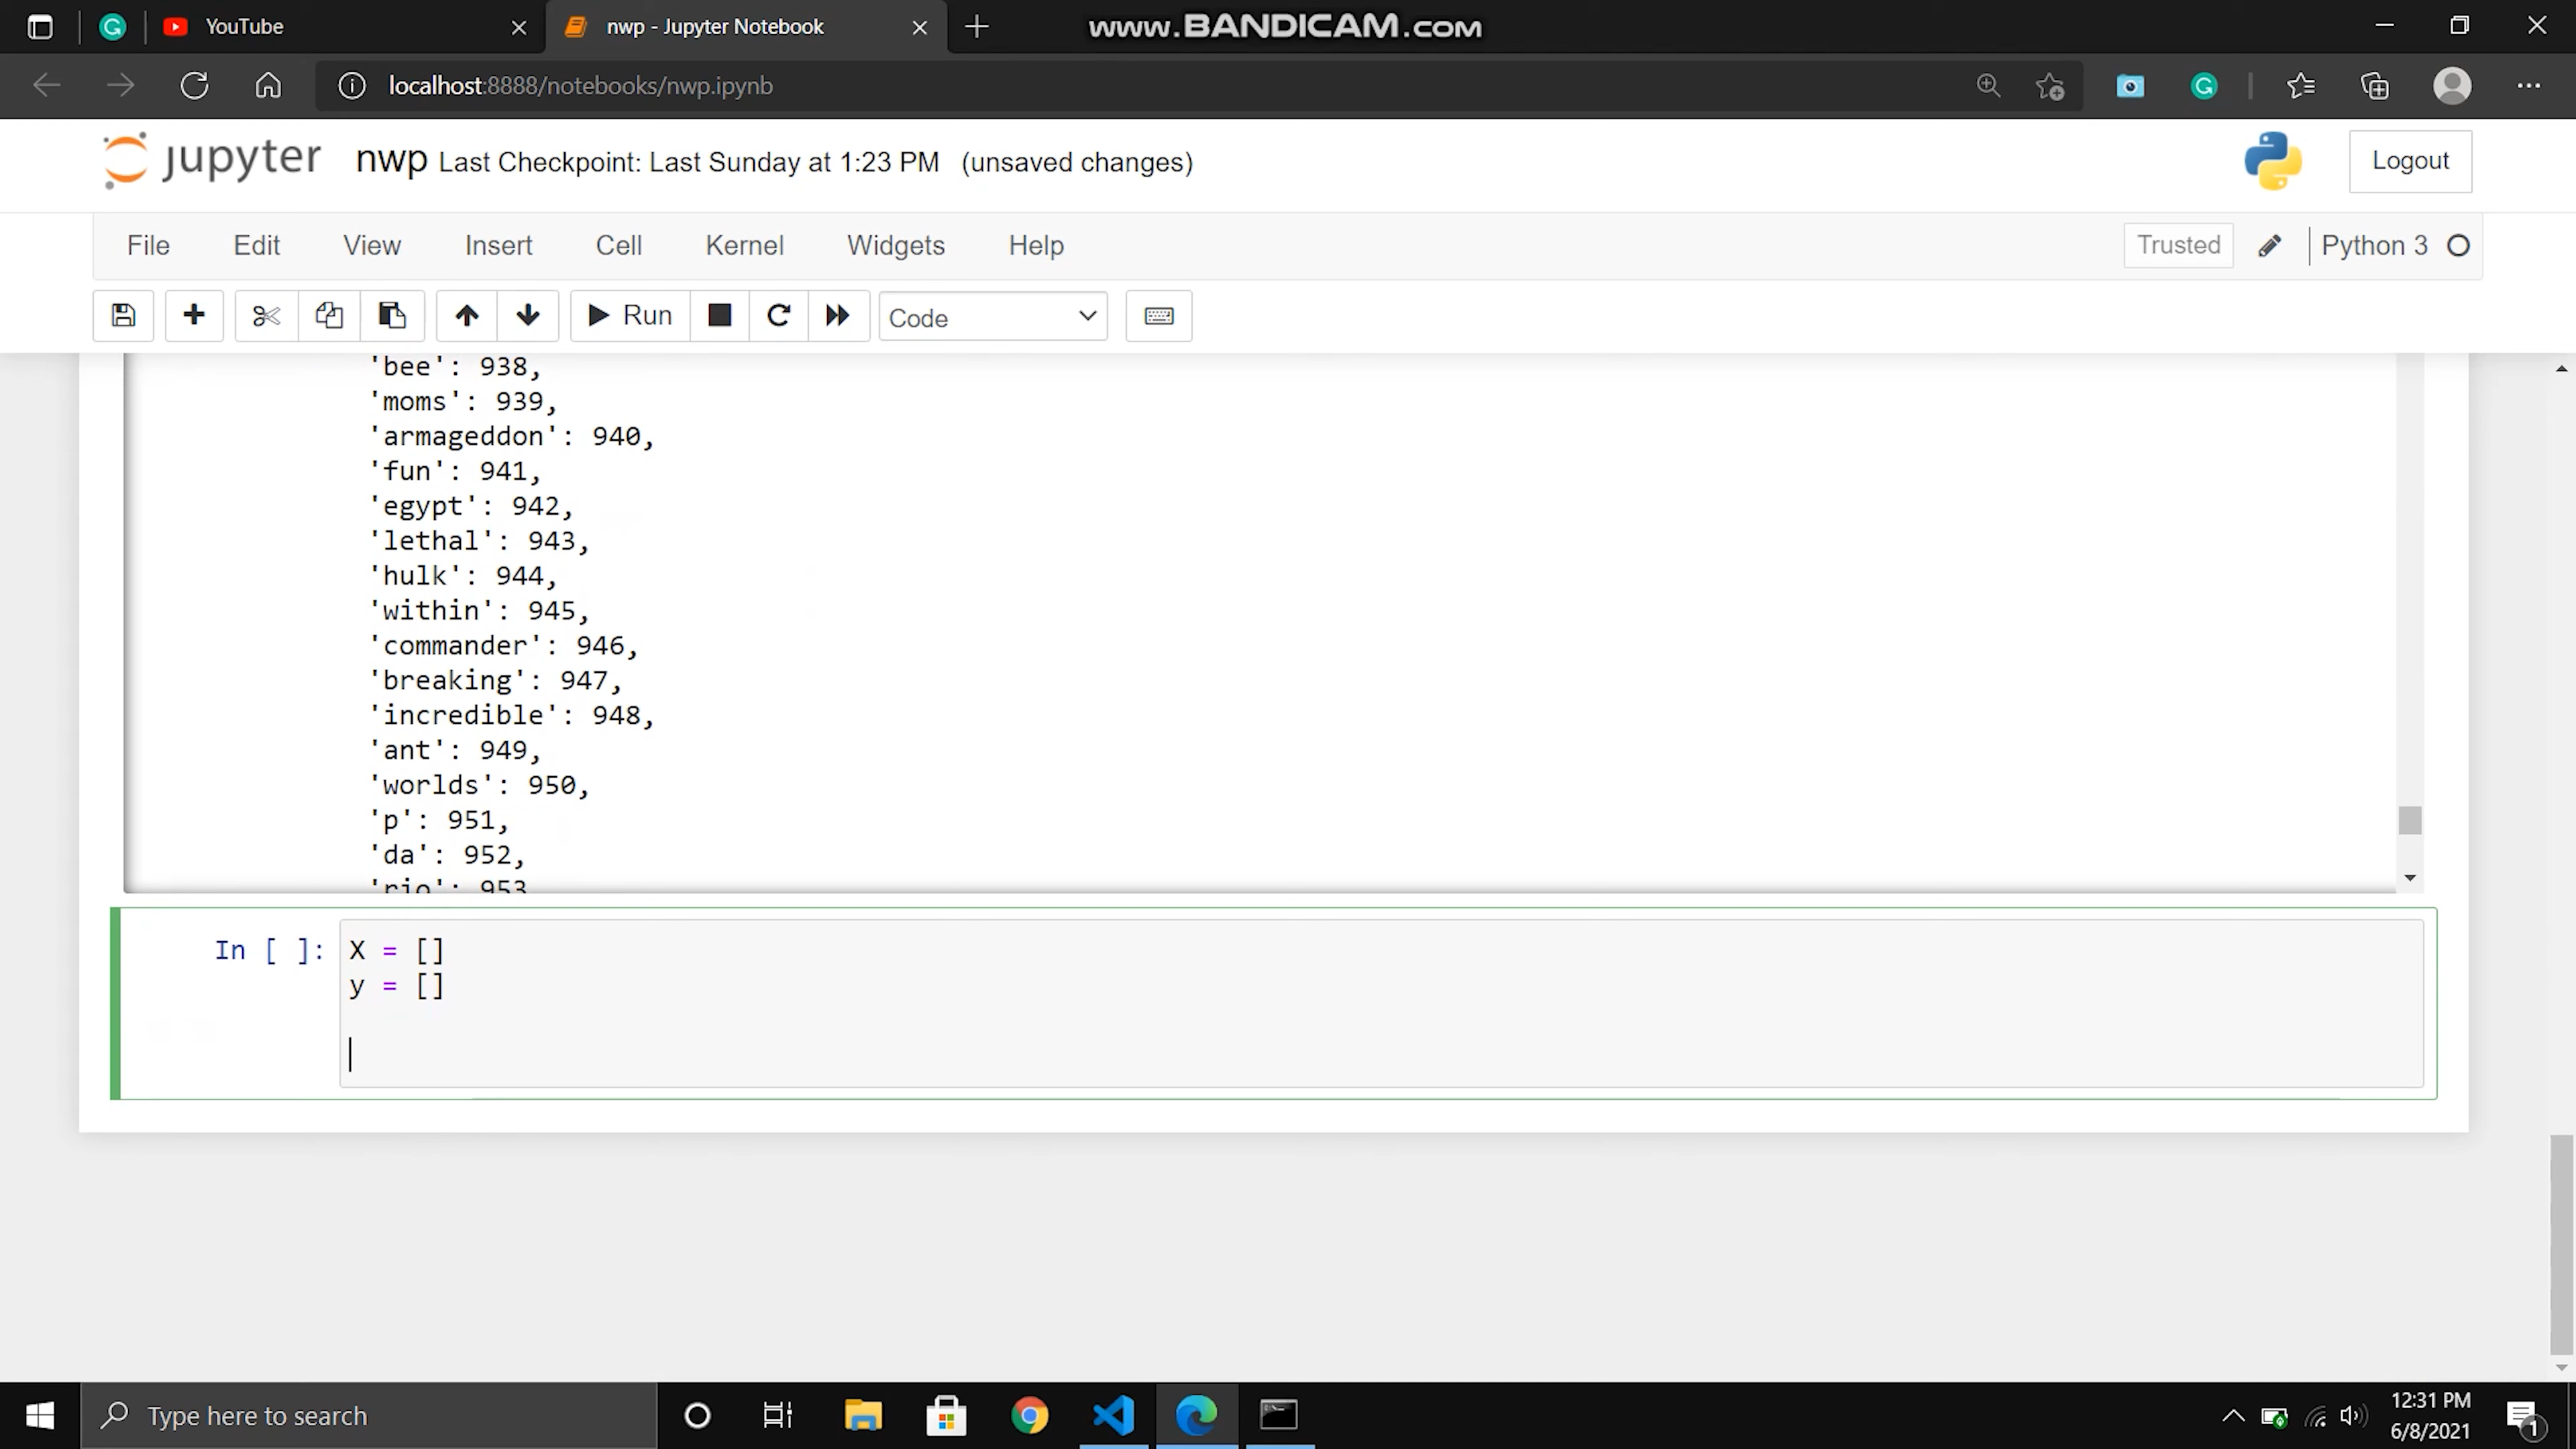 YouTube
nwp - Jupyter Notebook
www.BANDICAM.com
localhost:8888/notebooks/nwp.ipynb
jupyter nwp Last Checkpoint: Last Sunday at 1:23 PM (unsaved changes)
Logout
File Edit View Insert Cell Kernel Widgets Help
Trusted
Python 3
Run
Code
'bee': 938,
'moms': 939,
'armageddon': 940,
'fun': 941,
'egypt': 942,
'lethal': 943,
'hulk': 944,
'within': 945,
'commander': 946,
'breaking': 947,
'incredible': 948,
'ant': 949,
'worlds': 950,
'p': 951,
'da': 952,
'rio': 953
In [ ]: X = []
y = []
Type here to search
12:31 PM
6/8/2021
1